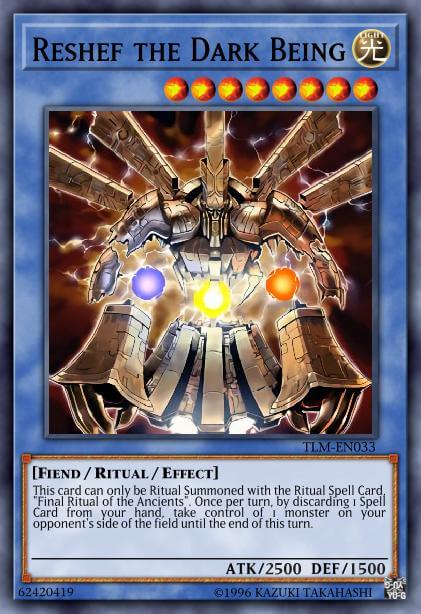 Reshef the Dark Being
LIGHT
光
TLM-EN033
[Fiend / Ritual / Effect]
This card can only be Ritual Summoned with the Ritual Spell Card,
"Final Ritual of the Ancients". Once per turn, by discarding 1 Spell
Card from your hand, take control of 1 monster on your
opponent's side of the field until the end of this turn.
ATK/2500 DEF/1500
62420419
©1996 KAZUKI TAKAHASHI